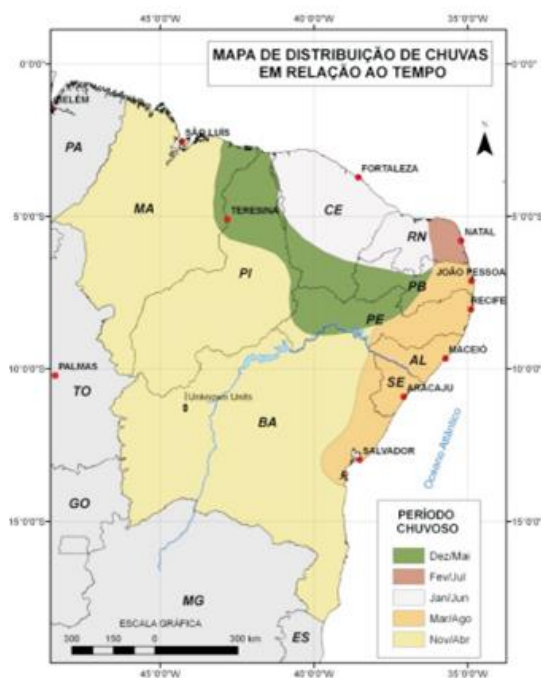 MAPA DE DISTRIBUIÇÃO DE CHUVAS
EM RELAÇÃO AO TEMPO
45°0'0"W
40°0'0"W
35°0'0"W
0°0'0"
0°0'0"
BELÉM
SÃO LUÍS
PA
FORTALEZA
MA
CE
RN
5°0'0"S
5°0'0"S
TERESINA
NATAL
PI
PB
JOÃO PESSOA
RECIFE
PE
10°0'0"S
10°0'0"S
PALMAS
AL
MACEIÓ
TO
SE
Unknown Units
ARACAJU
BA
Oceano Atlântico
SALVADOR
GO
15°0'0"S
15°0'0"S
PERÍODO
CHUVOSO
Dez/Mai
Fev/Jul
Jan/Jun
Mar/Ago
Nov/Abr
MG
ESCALA GRÁFICA
ES
300 150 0 300 km
45°0'0"W
40°0'0"W
35°0'0"W